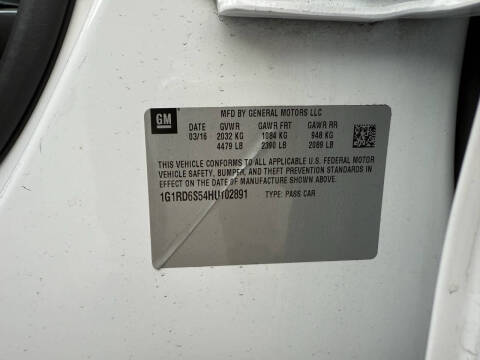 MFD BY GENERAL MOTORS LLC
GM
DATE GVWR GAWR FRT GAWR RR
03/16 2032 KG 1084 KG 948 KG
4479 LB 2390 LB 2089 LB
THIS VEHICLE CONFORMS TO ALL APPLICABLE U.S. FEDERAL MOTOR
VEHICLE SAFETY, BUMPER, AND THEFT PREVENTION STANDARDS IN
EFFECT ON THE DATE OF MANUFACTURE SHOWN ABOVE.
1G1RD6S54HU102891 TYPE: PASS CAR